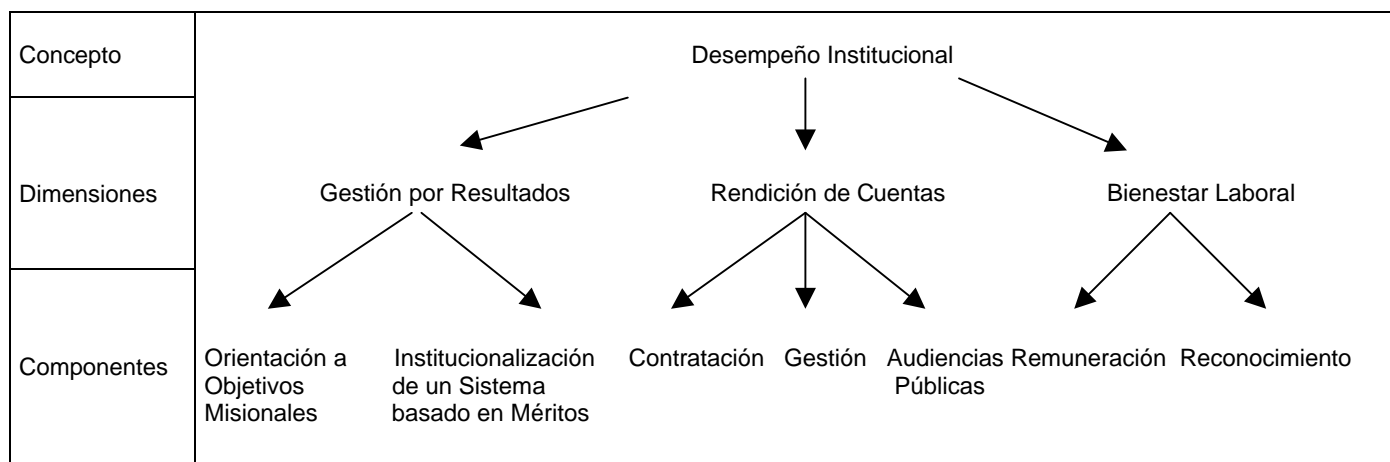 Concepto
Desempeño Institucional
Dimensiones
Gestión por Resultados
Rendición de Cuentas
Bienestar Laboral
Componentes
Orientación a
Objetivos
Misionales
Institucionalización
de un Sistema
basado en Méritos
Contratación
Gestión
Audiencias
Públicas
Remuneración
Reconocimiento